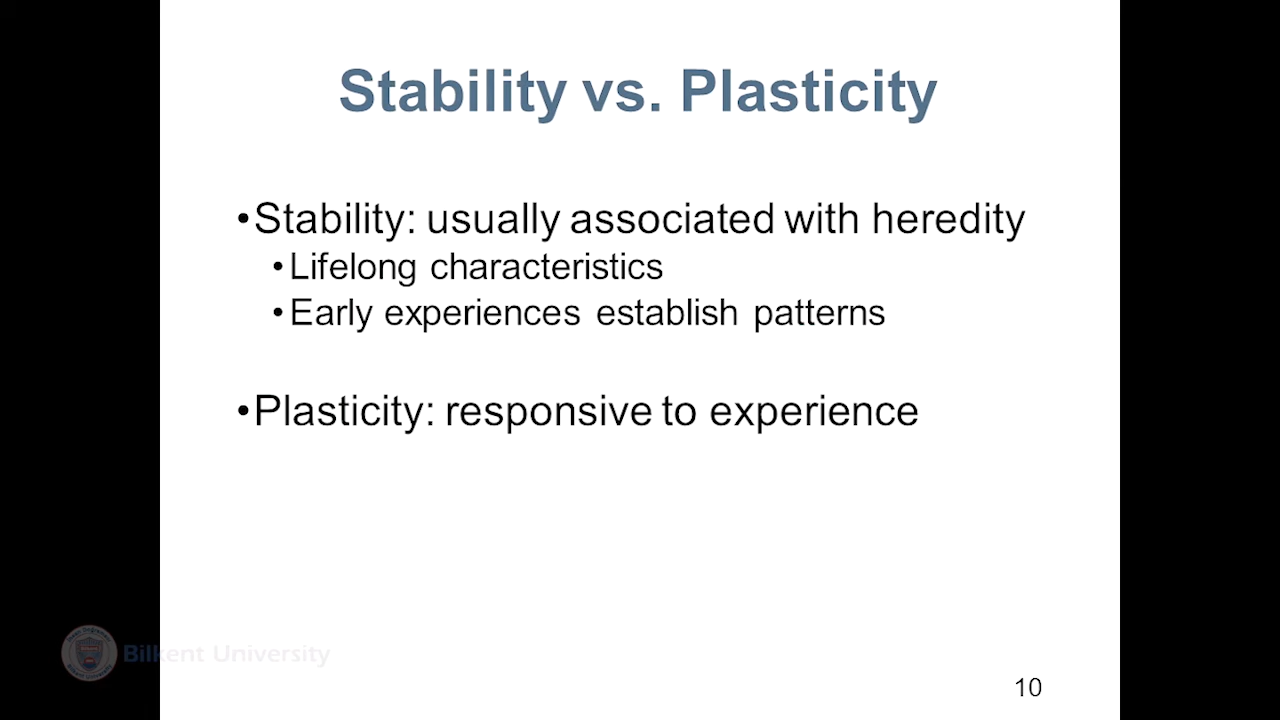 Stability vs. Plasticity
•Stability: usually associated with heredity
•Lifelong characteristics
•Early experiences establish patterns
•Plasticity: responsive to experience
Bilkent University
10